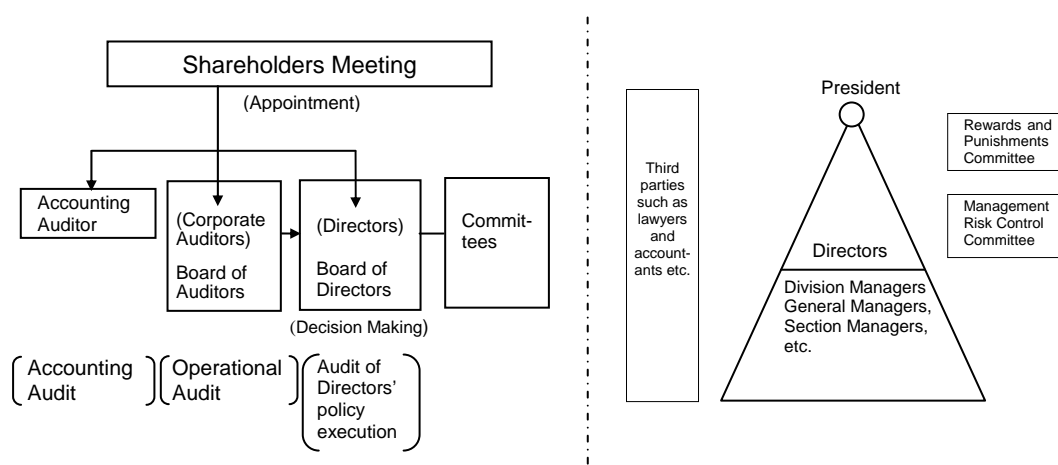 Shareholders Meeting
(Appointment)
Accounting
Auditor
(Corporate
Auditors)
Board of
Auditors
(Directors)
Board of
Directors
Commit-
tees
(Decision Making)
Accounting
Audit
Operational
Audit
Audit of
Directors’
policy
execution
Third
parties
such as
lawyers
and
account-
ants etc.
President
Directors
Division Managers
General Managers,
Section Managers,
etc.
Rewards and
Punishments
Committee
Management
Risk Control
Committee